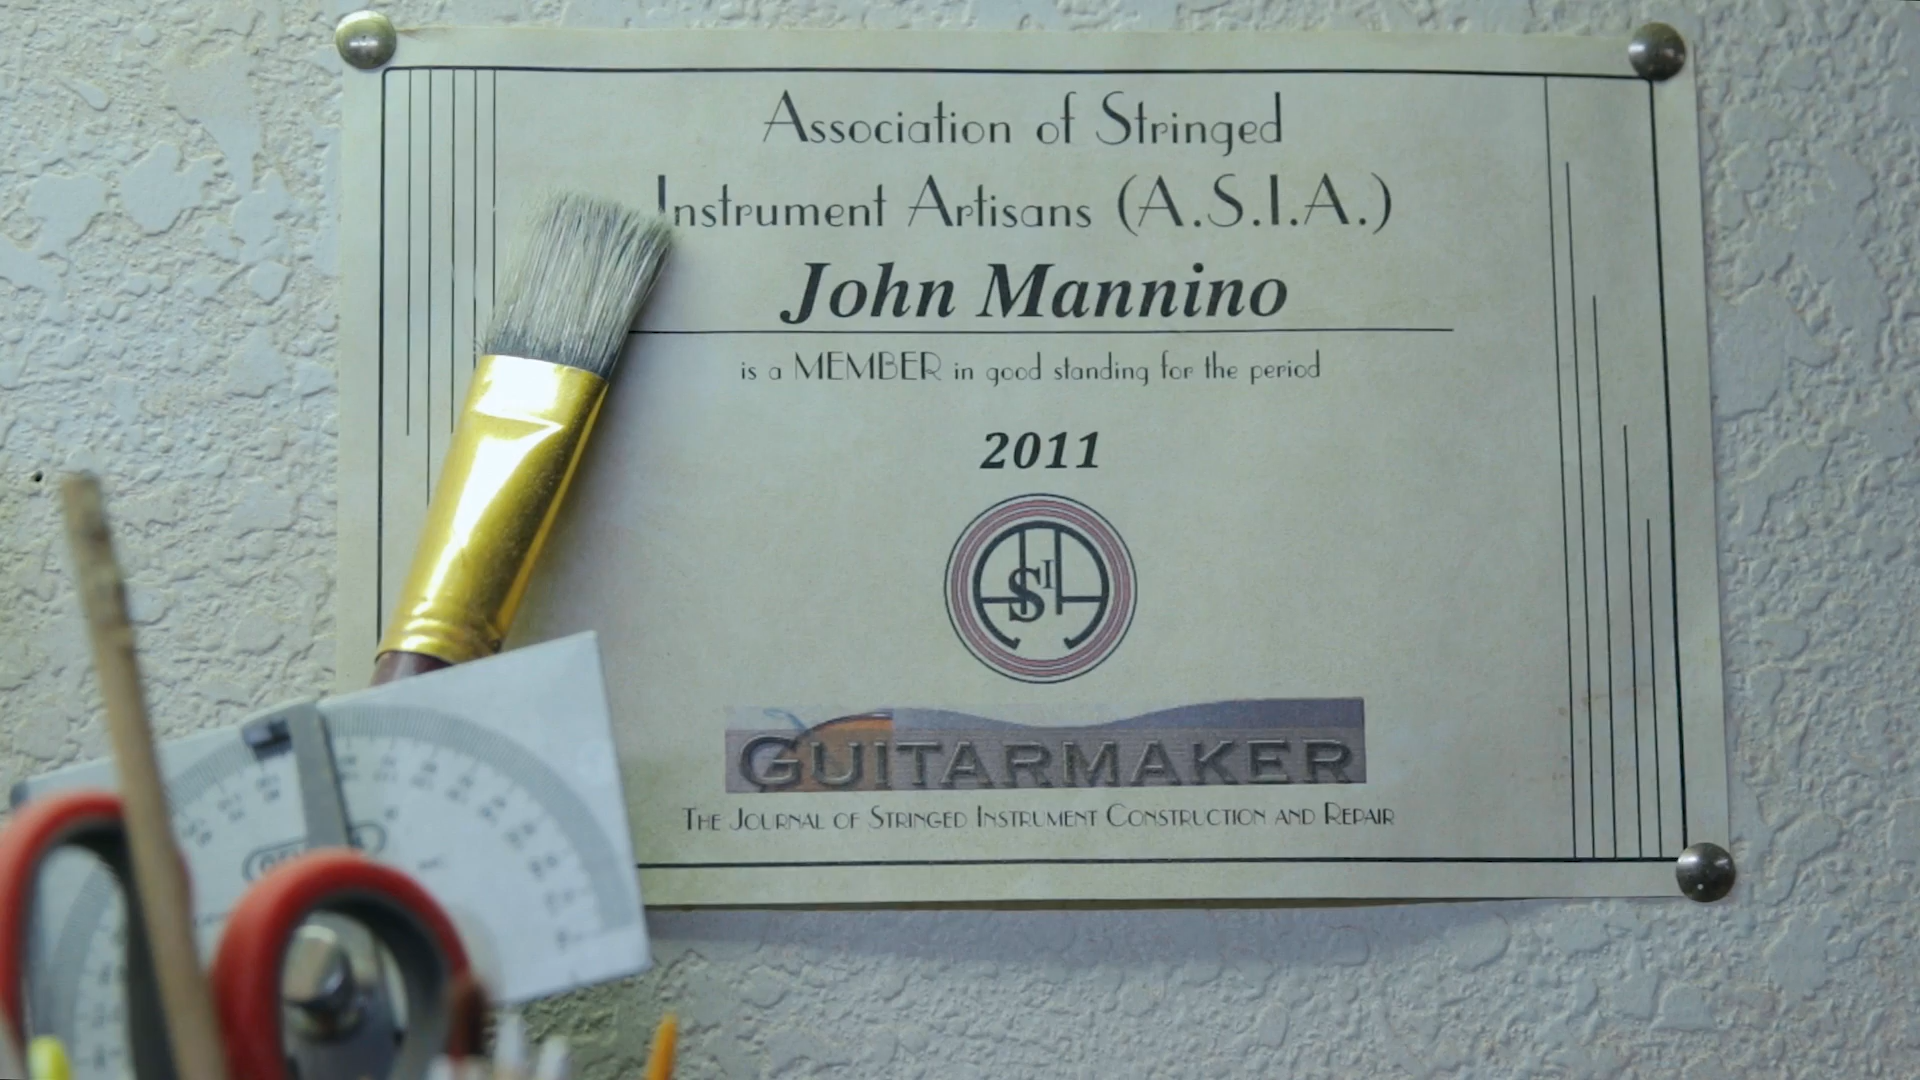 Association of Stringed
Instrument Artisans (A.S.I.A.)
John Mannino
is a MEMBER in good standing for the period
2011
ASIA
GUITARMAKER
THE JOURNAL OF STRINGED INSTRUMENT CONSTRUCTION AND REPAIR